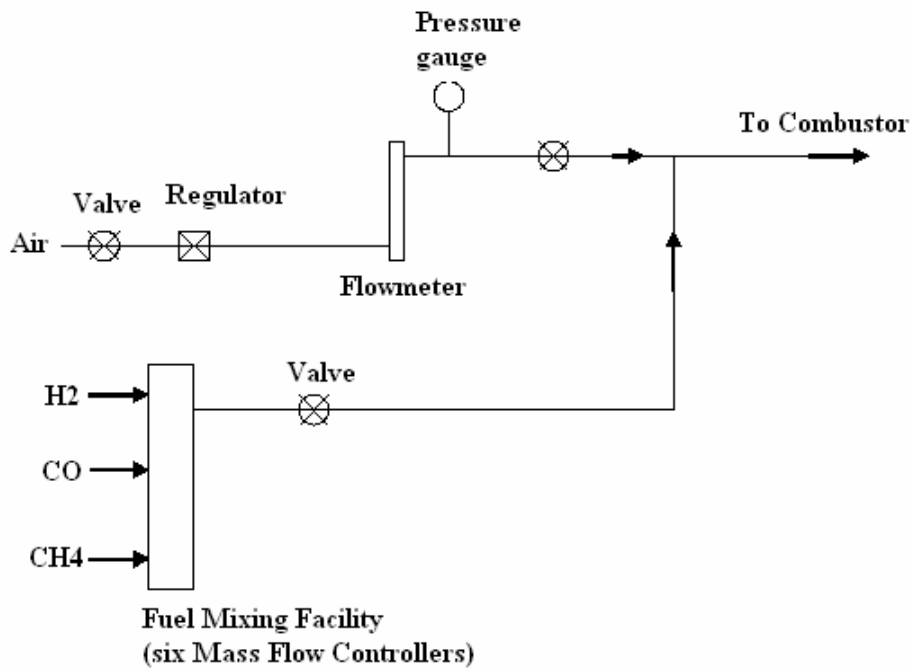 Pressure
gauge
To Combustor
Valve
Regulator
Air
Flowmeter
Valve
H2
CO
CH4
Fuel Mixing Facility
(six Mass Flow Controllers)